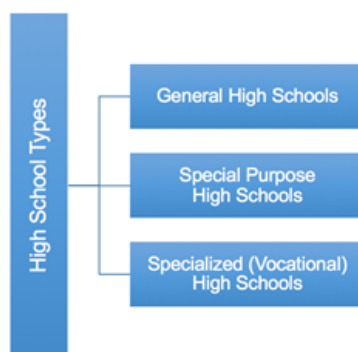 High School Types
General High Schools
Special Purpose
High Schools
Specialized (Vocational)
High Schools